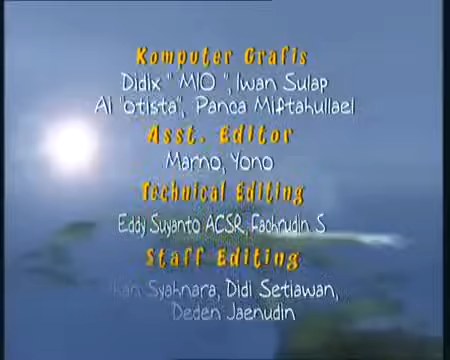 Komputer Grafis
Didix " MIO ", Iwan Sulap
Al "otista", Panca Miftahullael
Asst. Editor
Marno, Yono
Technical Editing
Eddy Suyanto ACSR, Fachrudin. S
Staff Editing
Syahnara, Didi Setiawan,
Deden Jaenudin